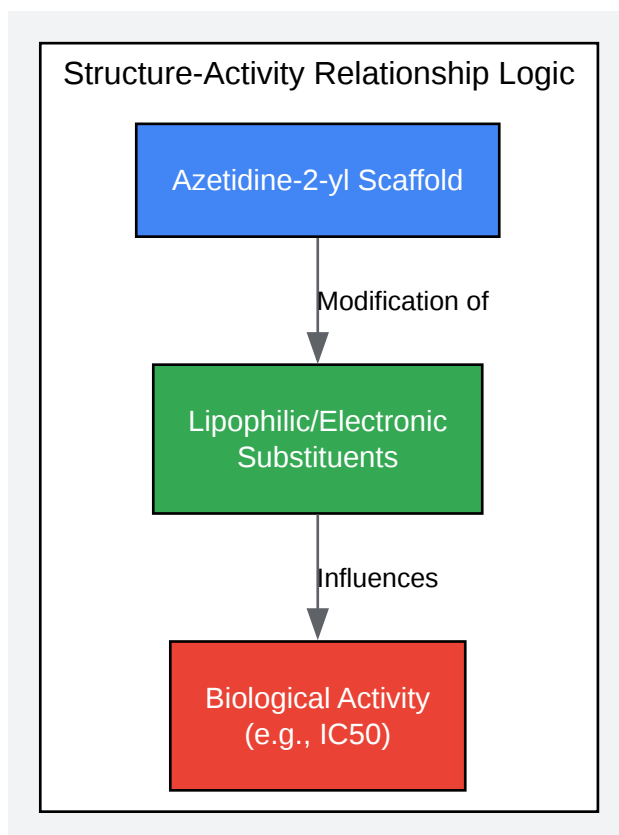 Structure-Activity Relationship Logic
Azetidine-2-yl Scaffold
Modification of
Lipophilic/Electronic
Substituents
Influences
Biological Activity
(e.g., IC50)